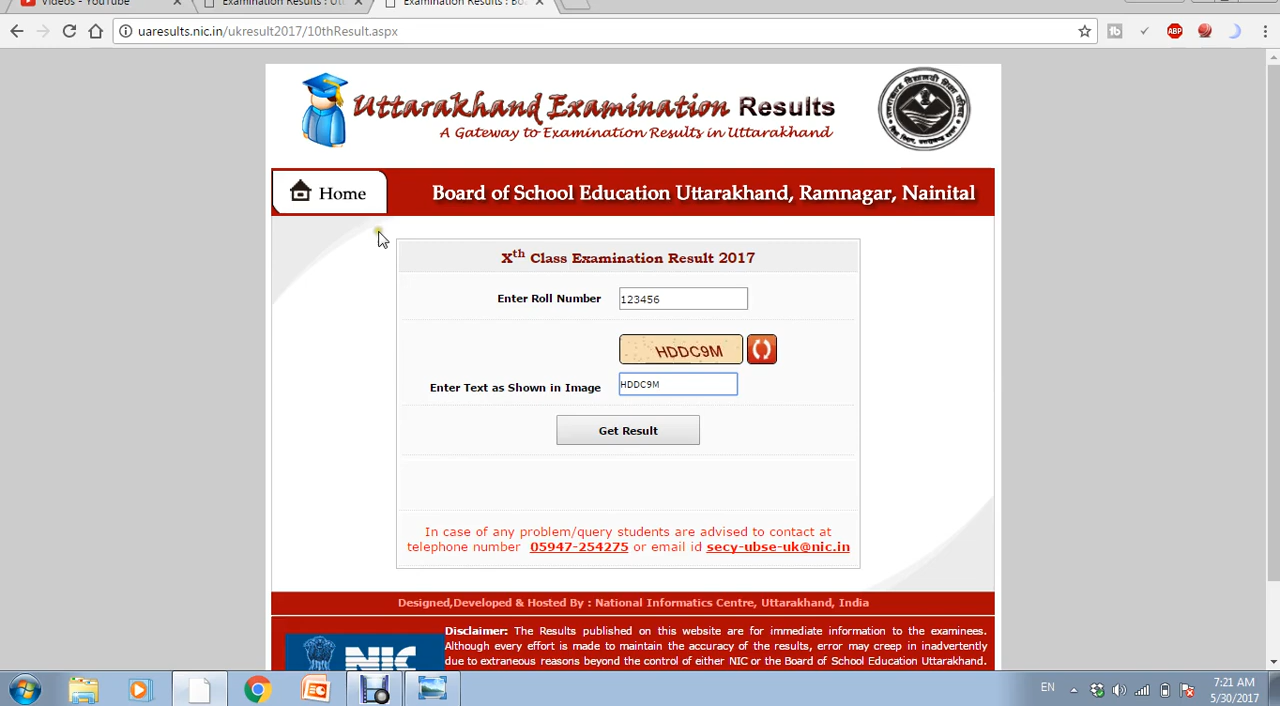 Videos - YouTube
Examination Results : Utt
Examination Results : Bo
uaresults.nic.in/ukresult2017/10thResult.aspx
ABP
Uttarakhand Examination Results
A Gateway to Examination Results in Uttarakhand
Home
Board of School Education Uttarakhand, Ramnagar, Nainital
Xth Class Examination Result 2017
Enter Roll Number
123456
HDDC9M
Enter Text as Shown in Image
HDDC9M
Get Result
In case of any problem/query students are advised to contact at
telephone number 05947-254275 or email id secy-ubse-uk@nic.in
Designed,Developed & Hosted By : National Informatics Centre, Uttarakhand, India
Disclaimer: The Results published on this website are for immediate information to the examinees.
Although every effort is made to maintain the accuracy of the results, error may creep in inadvertently
due to extraneous reasons beyond the control of either NIC or the Board of School Education Uttarakhand.
NIC
EN
7:21 AM
5/30/2017